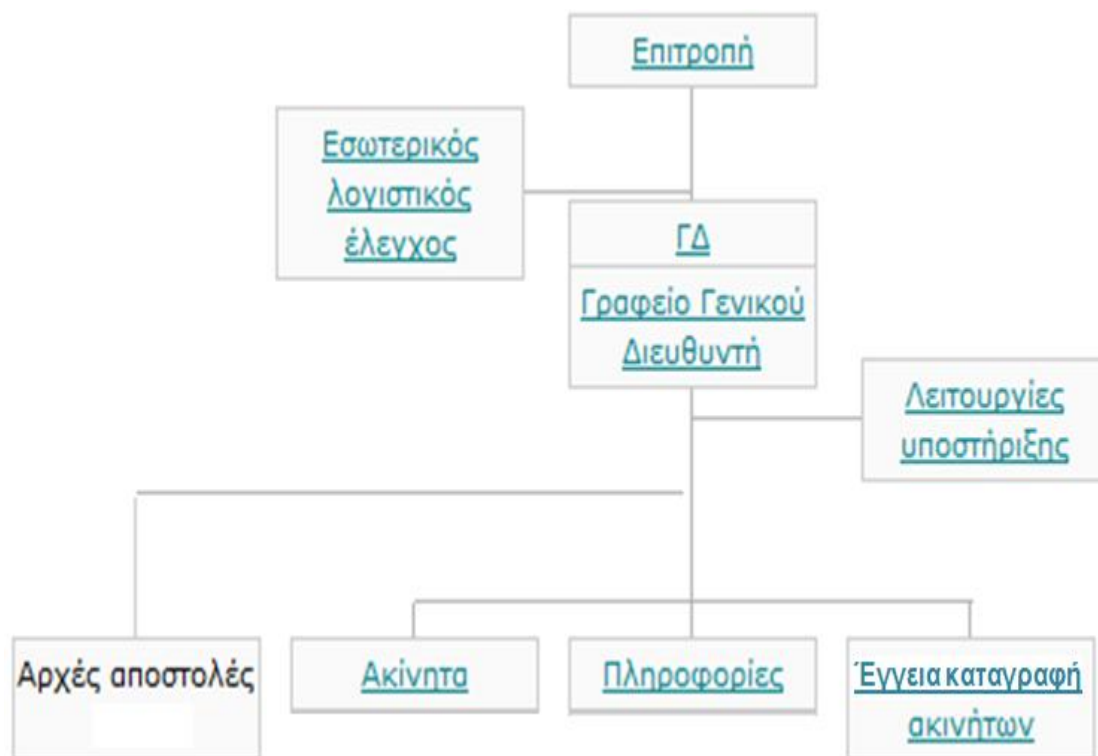 Επιτροπή
Εσωτερικός
λογιστικός
έλεγχος
ΓΔ
Γραφείο Γενικού
Διευθυντή
Λειτουργίες
υποστήριξης
Αρχές αποστολές
Ακίνητα
Πληροφορίες
Έγγεια καταγραφή
ακινήτων